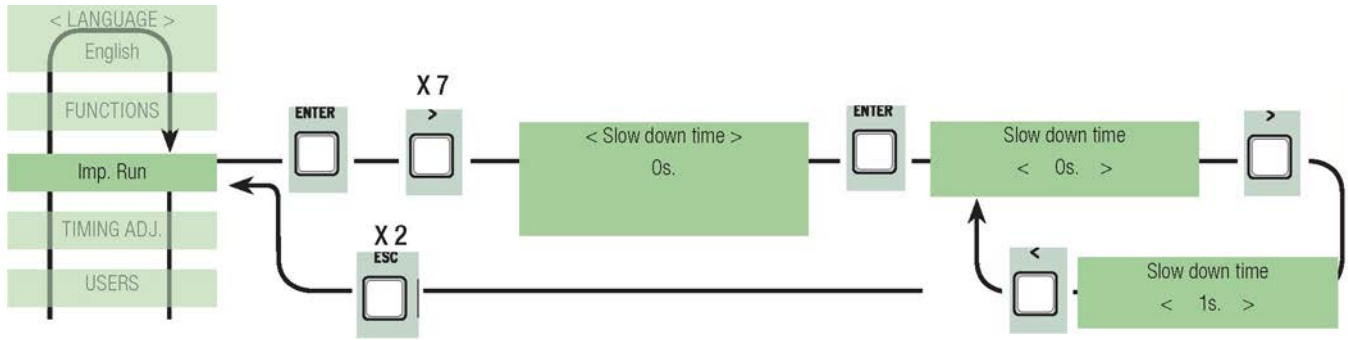 < LANGUAGE >
English
FUNCTIONS
Imp. Run
TIMING ADJ.
USERS
ENTER
X 7
>
< Slow down time >
0s.
ENTER
Slow down time
< 0s. >
>
X 2
ESC
<
Slow down time
< 1s. >